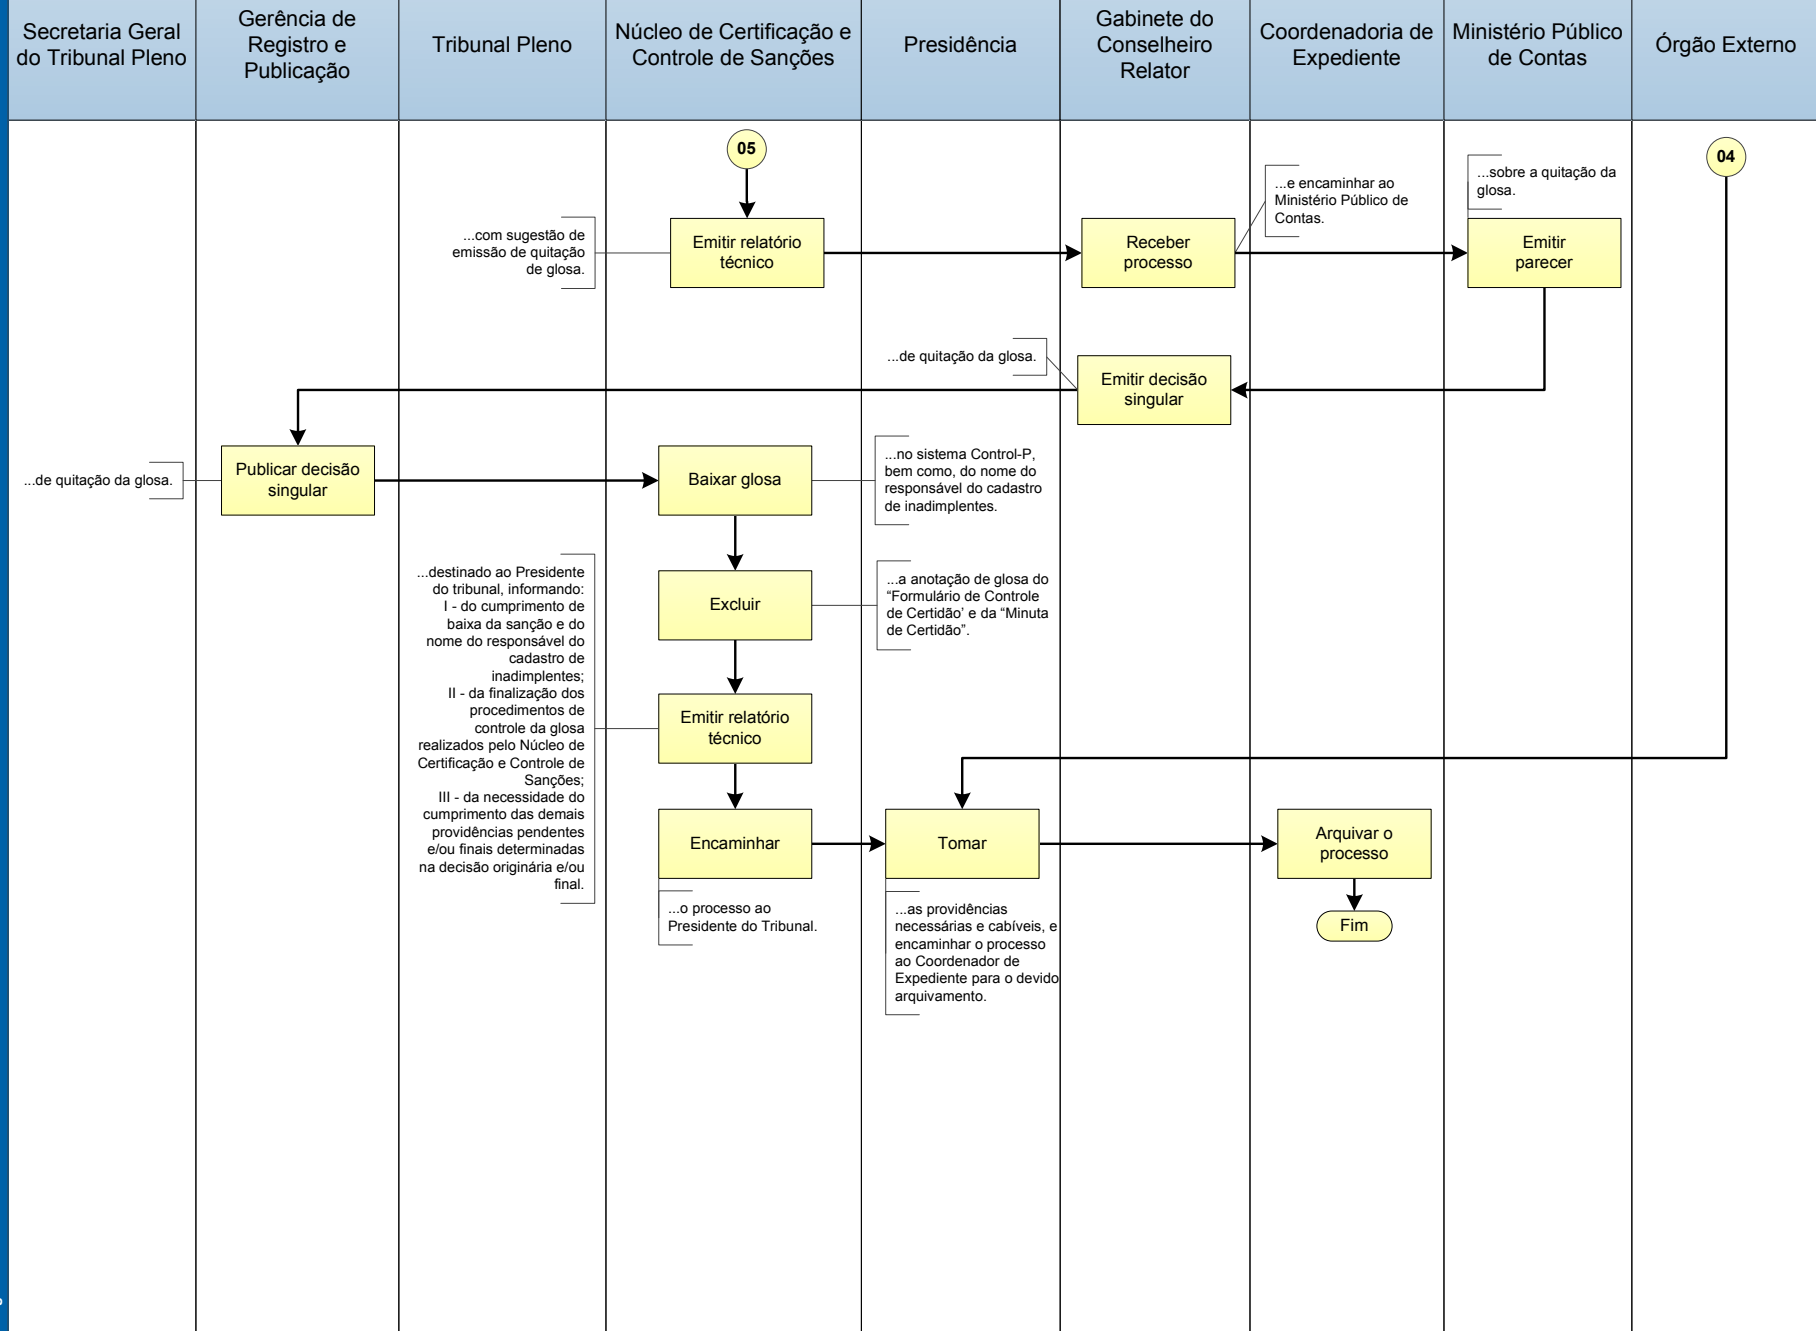 Secretaria Geral
do Tribunal Pleno
Gerência de
Registro e
Publicação
Tribunal Pleno
Núcleo de Certificação e
Controle de Sanções
Presidência
Gabinete do
Conselheiro
Relator
Coordenadoria de
Expediente
Ministério Público
de Contas
Órgão Externo
05
04
...com sugestão de
emissão de quitação
de glosa.
Emitir relatório
técnico
Receber
processo
...e encaminhar ao
Ministério Público de
Contas.
...sobre a quitação da
glosa.
Emitir
parecer
...de quitação da glosa.
Emitir decisão
singular
...de quitação da glosa.
Publicar decisão
singular
Baixar glosa
...no sistema Control-P,
bem como, do nome do
responsável do cadastro
de inadimplentes.
Excluir
...a anotação de glosa do
“Formulário de Controle
de Certidão’ e da “Minuta
de Certidão”.
...destinado ao Presidente
do tribunal, informando:
I - do cumprimento de
baixa da sanção e do
nome do responsável do
cadastro de
inadimplentes;
II - da finalização dos
procedimentos de
controle da glosa
realizados pelo Núcleo de
Certificação e Controle de
Sanções;
III - da necessidade do
cumprimento das demais
providências pendentes
e/ou finais determinadas
na decisão originária e/ou
final.
Emitir relatório
técnico
Encaminhar
...o processo ao
Presidente do Tribunal.
Tomar
...as providências
necessárias e cabíveis, e
encaminhar o processo
ao Coordenador de
Expediente para o devido
arquivamento.
Arquivar o
processo
Fim